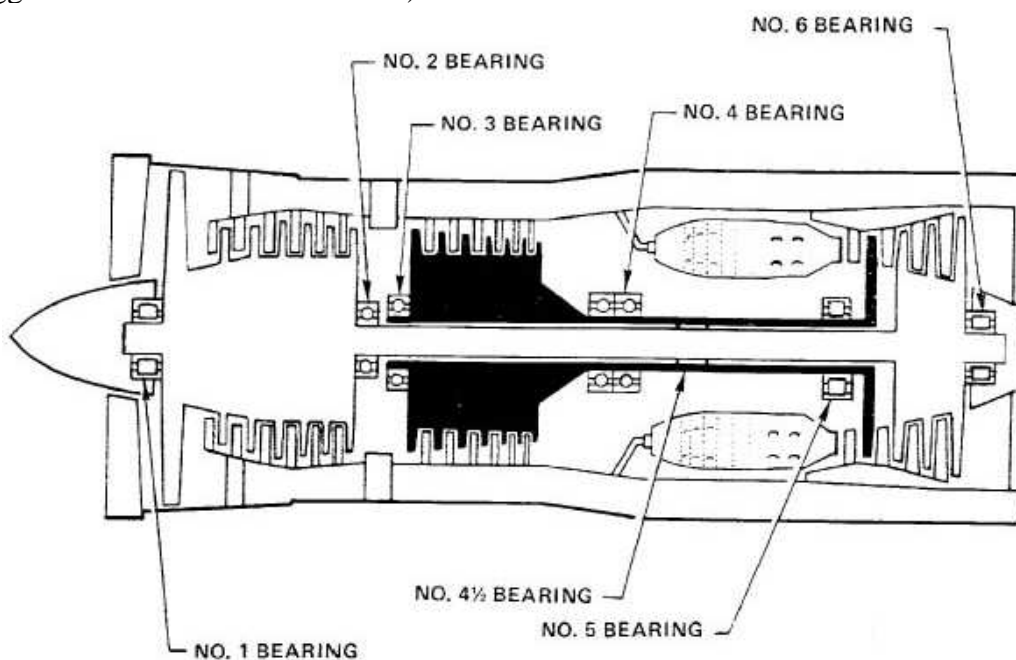 NO. 6 BEARING
NO. 2 BEARING
NO. 4 BEARING
NO. 3 BEARING
NO. 4½ BEARING
NO. 5 BEARING
NO. 1 BEARING